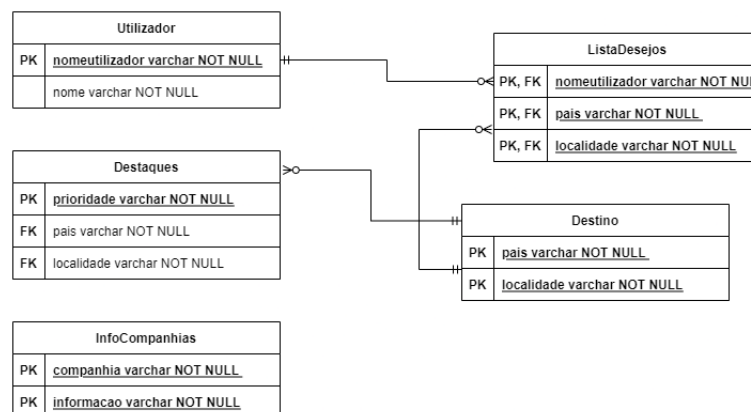 Utilizador
PK nomeutilizador varchar NOT NULL
nome varchar NOT NULL
ListaDesejos
PK, FK nomeutilizador varchar NOT
PK, FK pais varchar NOT NULL
PK, FK localidade varchar NOT NULL
Destaques
PK prioridade varchar NOT NULL
FK pais varchar NOT NULL
FK localidade varchar NOT NULL
Destino
PK pais varchar NOT NULL
PK localidade varchar NOT NULL
InfoCompanhias
PK companhia varchar NOT NULL
PK informacao varchar NOT NULL